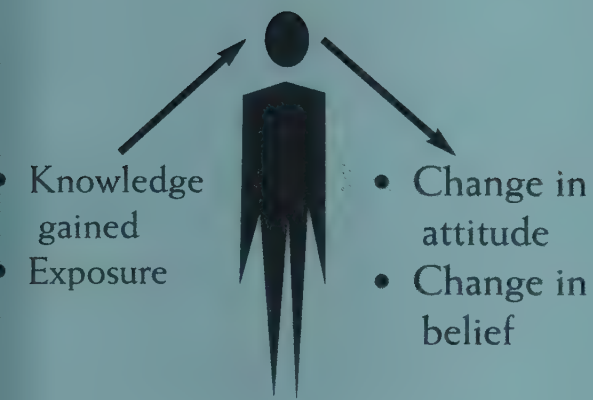 • Knowledge
gained
• Exposure
• Change in
attitude
• Change in
belief